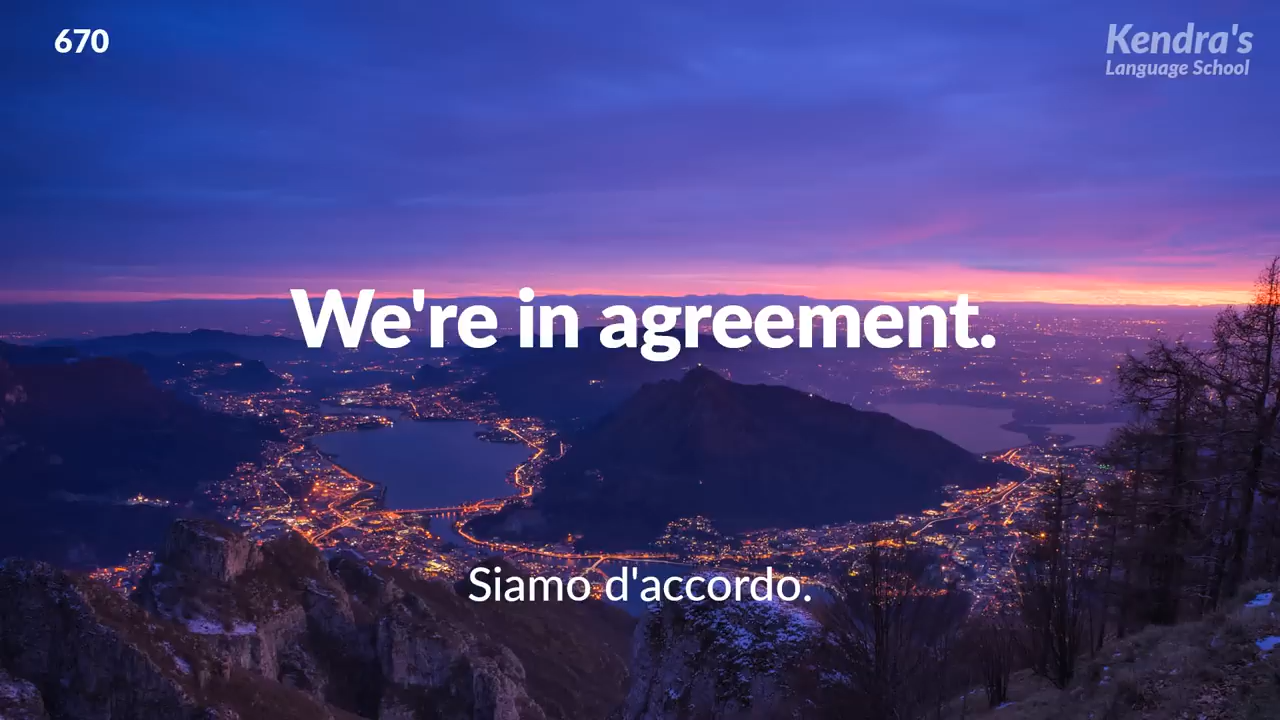 670
Kendra's
Language School
We're in agreement.
Siamo d'accordo.